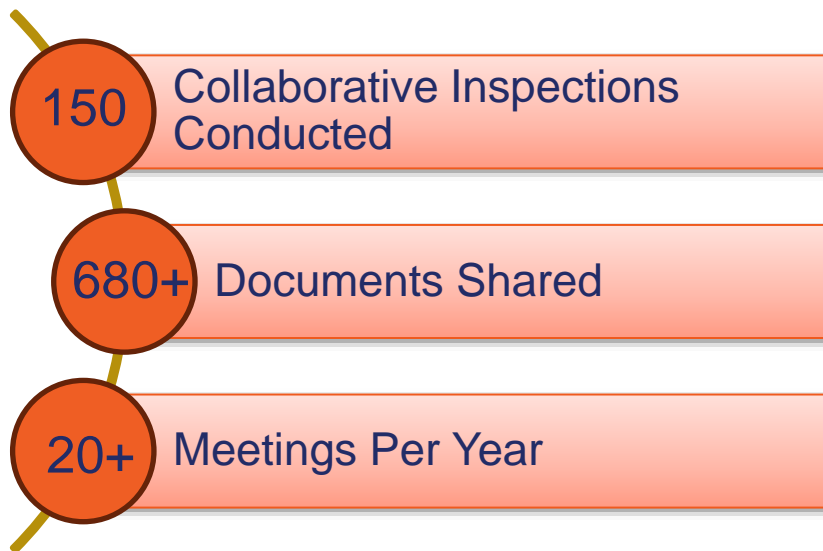 150
Collaborative Inspections
Conducted
680+
Documents Shared
20+
Meetings Per Year